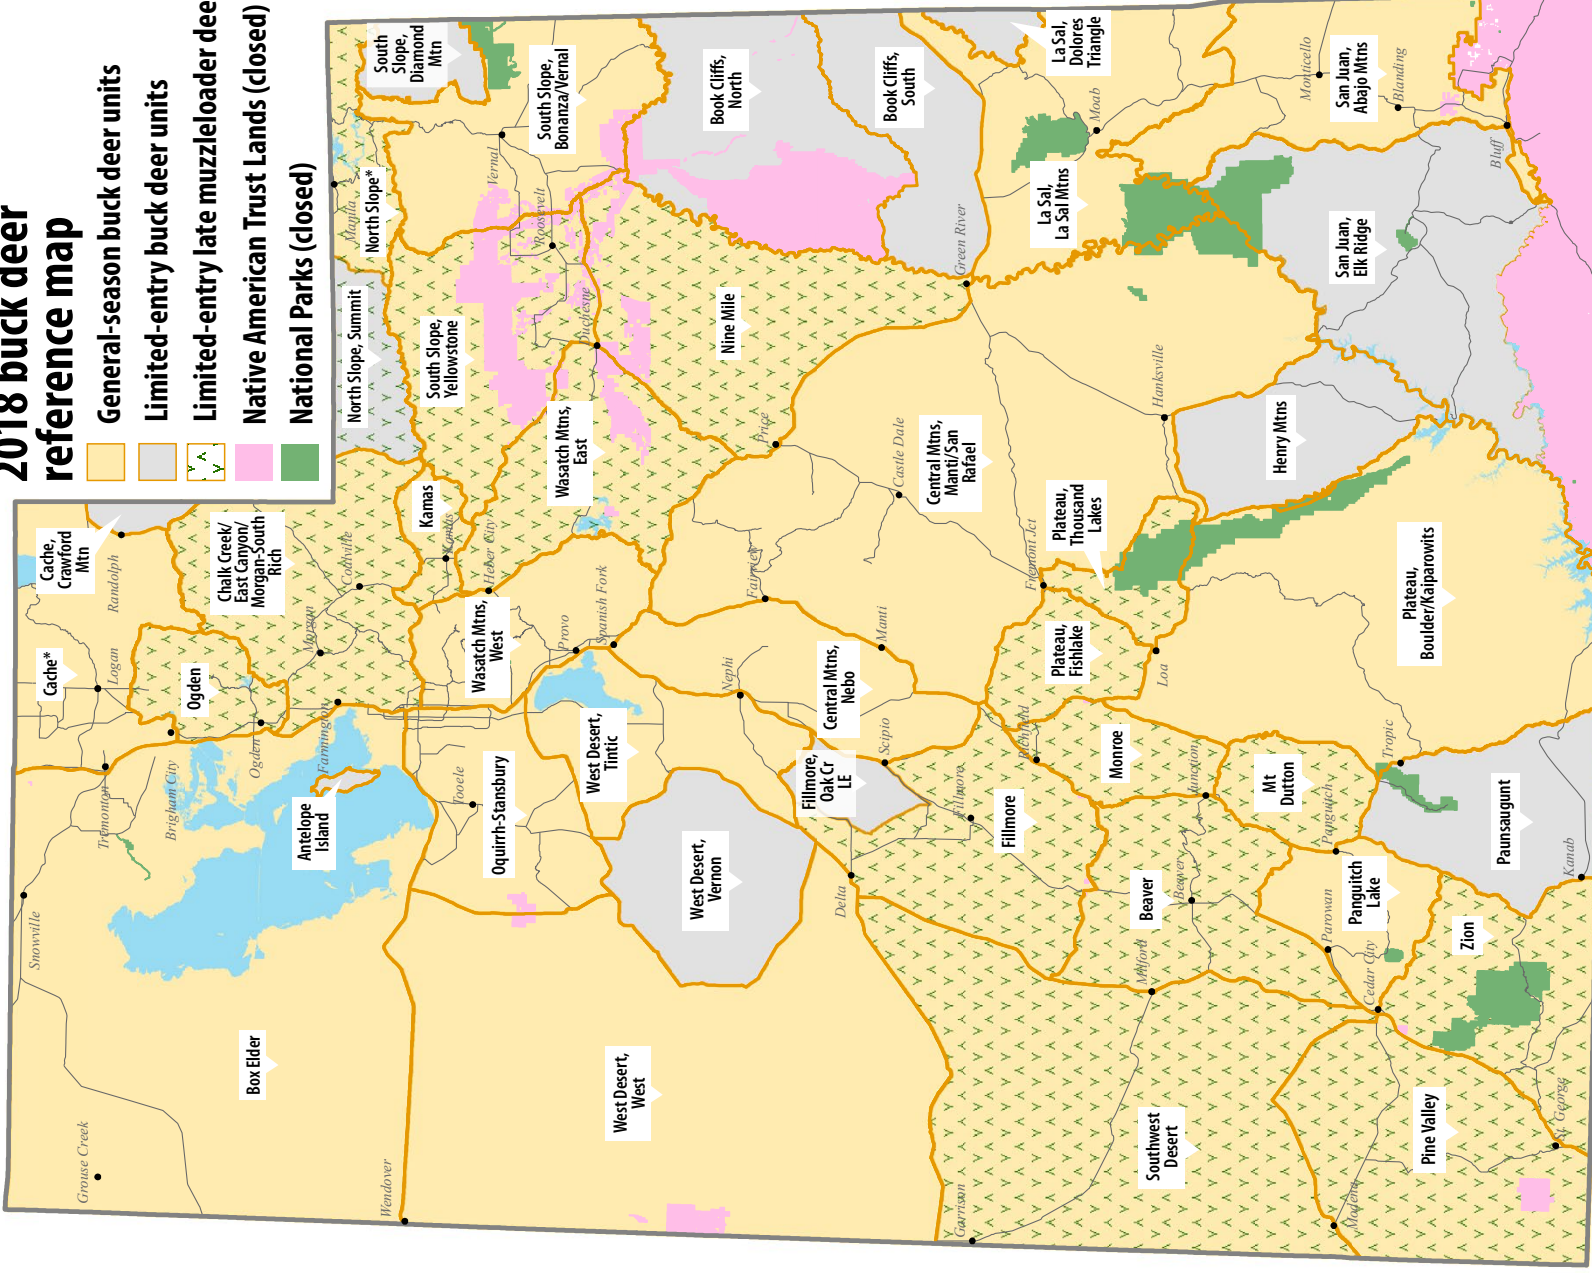 2018 buck deer
reference map
General-season buck deer units
Limited-entry buck deer units
Limited-entry late muzzleloader deer
Native American Trust Lands (closed)
National Parks (closed)
Cache,
Crawford
Mtn
Randolph
Cache*
Logan
Chalk Creek/
East Canyon/
Morgan-South
Rich
Coalville
Morgan
Ogden
Ogden
Farmington
Brigham City
Tremonton
Snowville
Antelope
Island
Box Elder
Grouse Creek
Wendover
South
Slope,
Diamond
Mtn
Manila
North Slope*
North Slope, Summit
South Slope,
Yellowstone
Kamas
Kamas
Heber City
Wasatch Mtns,
West
Provo
Spanish Fork
Tooele
Oquirrh-Stansbury
Vernal
South Slope,
Bonanza/Vernal
Roosevelt
Duchesne
Wasatch Mtns,
East
West Desert,
Tintic
West Desert,
Vernon
West Desert,
West
Book Cliffs,
North
Nine Mile
Price
Fairview
Nephi
Book Cliffs,
South
Green River
Castle Dale
Central Mtns,
Manti/San
Rafael
Manti
Central Mtns,
Nebo
Scipio
Fillmore,
Oak Cr
LE
Delta
Fillmore
Fillmore
Garrison
La Sal,
Dolores
Triangle
Moab
La Sal,
La Sal Mtns
Hanksville
Plateau,
Thousand
Lakes
Fremont Jct
Plateau,
Fishlake
Loa
Richfield
Monroe
Junction
Beaver
Beaver
Milford
Southwest
Desert
Monticello
San Juan,
Abajo Mtns
Blanding
Bluff
San Juan,
Elk Ridge
Henry Mtns
Plateau,
Boulder/Kaiparowits
Tropic
Mt
Dutton
Panguitch
Panguitch
Lake
Parowan
Cedar City
Paunsaugunt
Kanab
Zion
Pine Valley
Modena
St. George